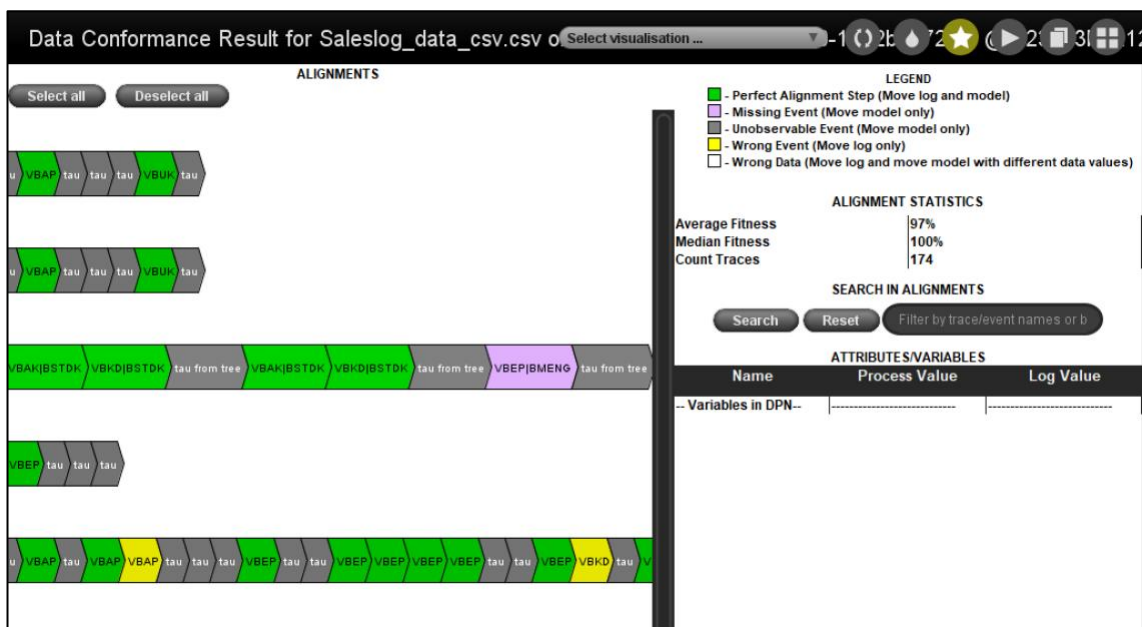 Data Conformance Result for Saleslog_data_csv.csv o
Select visualisation ...
ALIGNMENTS
Select all
Deselect all
u VBAP tau tau tau VBUK tau
u VBAP tau tau tau VBUK tau
VBAK|BSTDK VBKD|BSTDK tau from tree VBAK|BSTDK VBKD|BSTDK tau from tree VBEP|BMENG tau from tree
VBEP tau tau tau
u VBAP tau VBAP VBAP tau tau tau VBEP tau tau VBEP VBEP VBEP VBEP tau tau VBEP VBKD tau V
LEGEND
- Perfect Alignment Step (Move log and model)
- Missing Event (Move model only)
- Unobservable Event (Move model only)
- Wrong Event (Move log only)
- Wrong Data (Move log and move model with different data values)
ALIGNMENT STATISTICS
Average Fitness 97%
Median Fitness 100%
Count Traces 174
SEARCH IN ALIGNMENTS
Search
Reset
Filter by trace/event names or b
ATTRIBUTES/VARIABLES
Name Process Value Log Value
-- Variables in DPN-- ---------------------------- ----------------------------